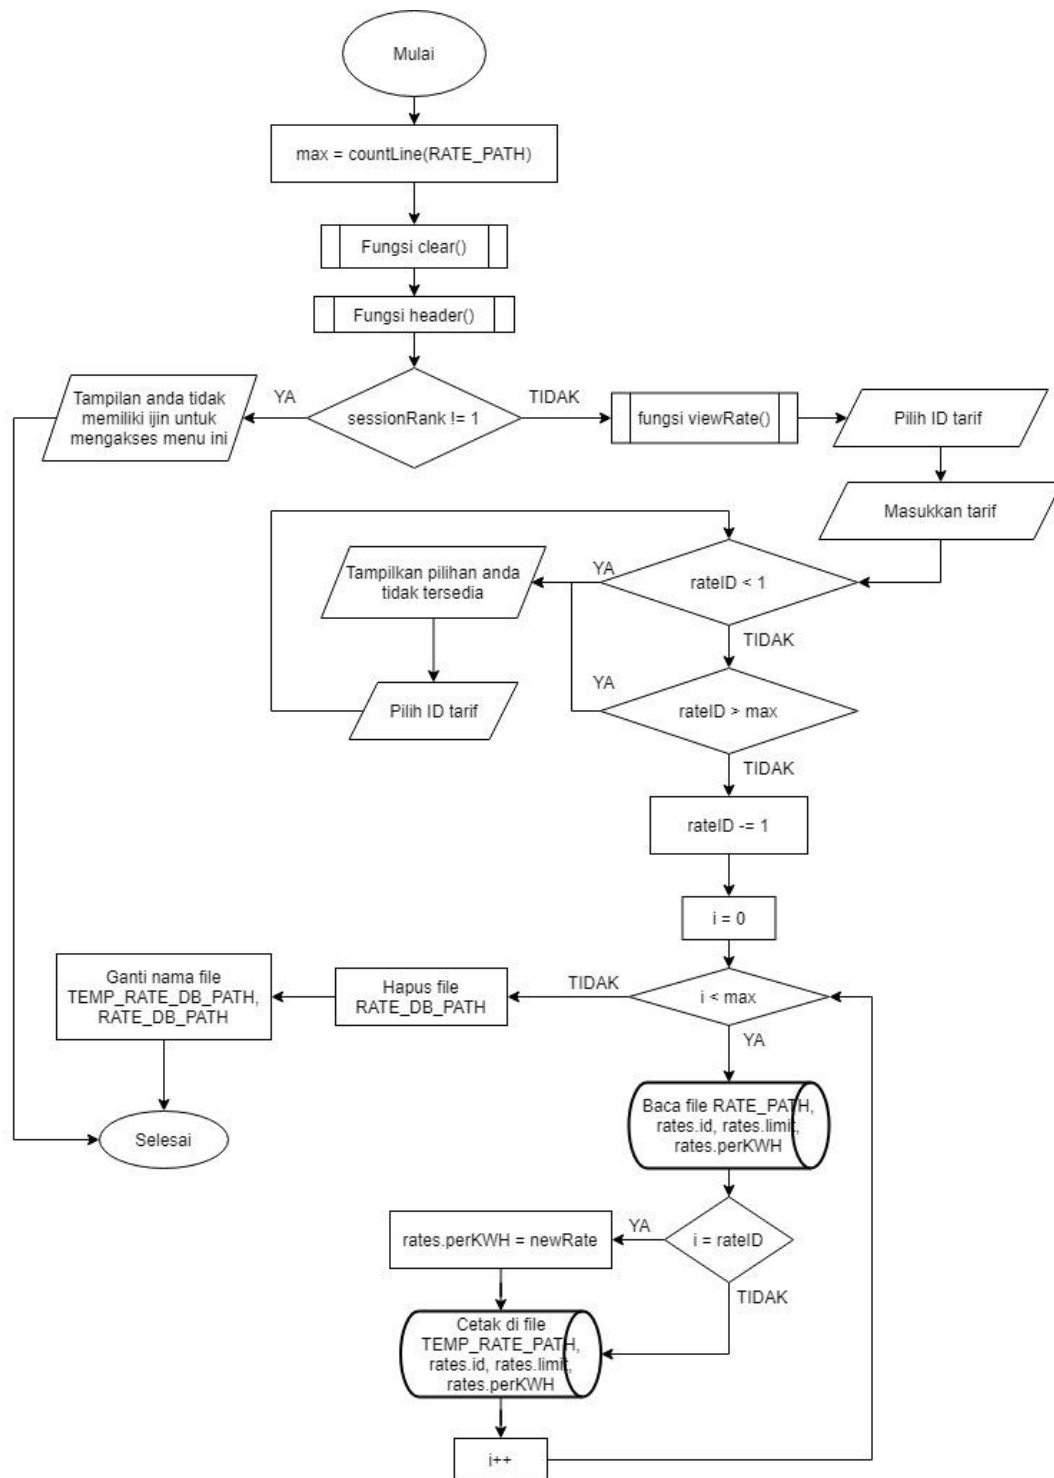 Mulai
max = countLine(RATE_PATH)
Fungsi clear()
Fungsi header()
sessionRank != 1
YA
TIDAK
Tampilan anda tidak
memiliki ijin untuk
mengakses menu ini
fungsi viewRate()
Pilih ID tarif
Masukkan tarif
rateID < 1
YA
Tampilkan pilihan anda
tidak tersedia
TIDAK
Pilih ID tarif
YA
rateID > max
TIDAK
rateID -= 1
i = 0
i < max
TIDAK
Hapus file
RATE_DB_PATH
Ganti nama file
TEMP_RATE_DB_PATH,
RATE_DB_PATH
Selesai
YA
Baca file RATE_PATH,
rates.id, rates.limit,
rates.perKWH
i = rateID
YA
rates.perKWH = newRate
TIDAK
Cetak di file
TEMP_RATE_PATH,
rates.id, rates.limit,
rates.perKWH
i++